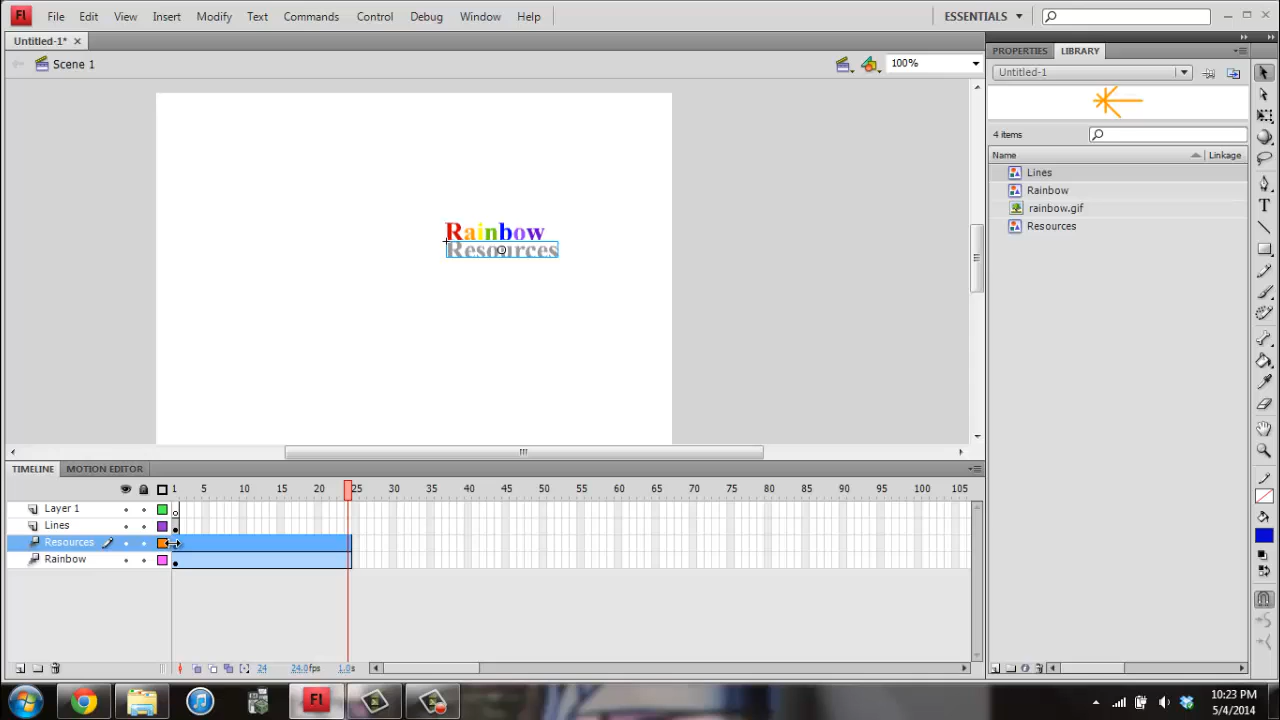 Fl File Edit View Insert Modify Text Commands Control Debug Window Help ESSENTIALS
Untitled-1* PROPERTIES LIBRARY
Scene 1 100% Untitled-1
4 items
Name Linkage
Lines
Rainbow
rainbow.gif
Resources
Rainbow
Resources
TIMELINE MOTION EDITOR
1 5 10 15 20 25 30 35 40 45 50 55 60 65 70 75 80 85 90 95 100 105
Layer 1
Lines
Resources
Rainbow
24 24.0fps 1.0s
Fl
10:23 PM
5/4/2014